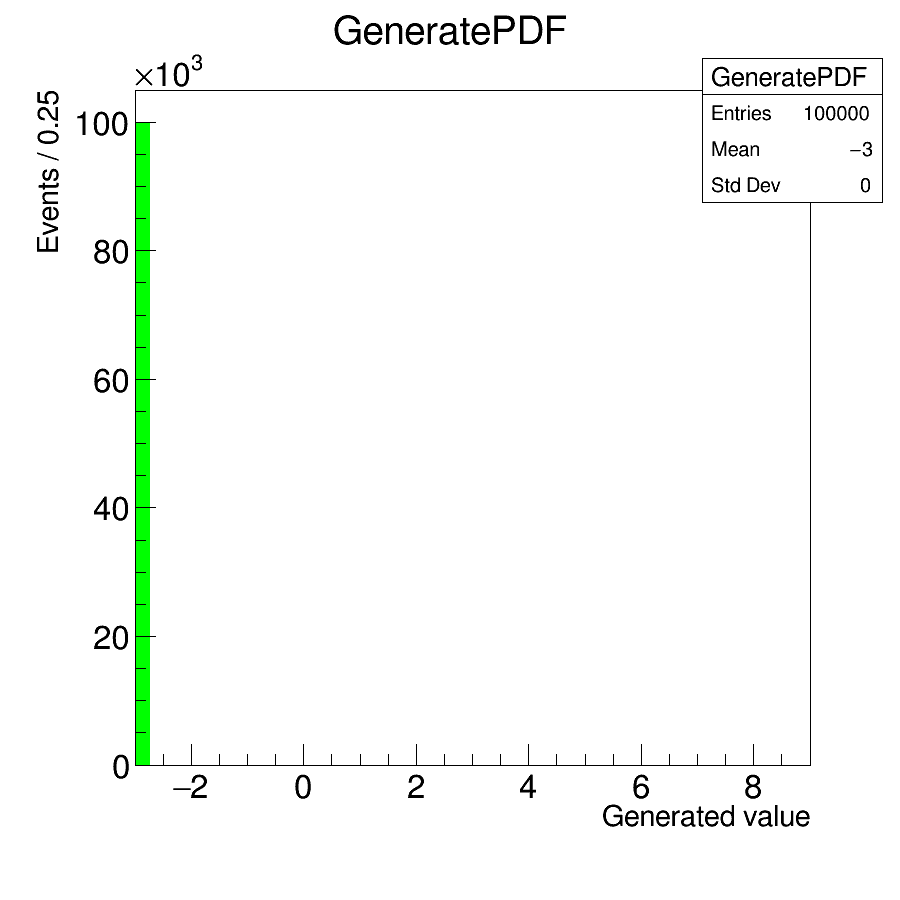 GeneratePDF
×10³
GeneratePDF
Entries 100000
Mean −3
Std Dev 0
Events / 0.25
100
80
60
40
20
0
−2 0 2 4 6 8
Generated value